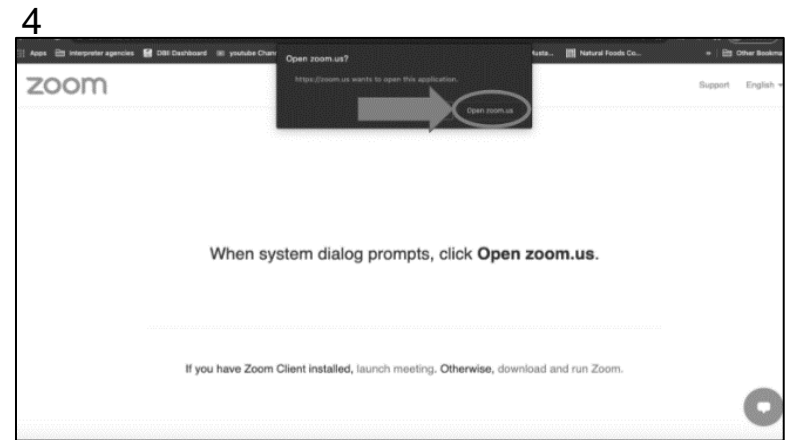 4
Apps Interpreter agencies DBII Dashboard youtube Chan Open zoom.us? Austa... Natural Foods Co... » Other Bookma
https://zoom.us wants to open this application.
zoom Support English
Open zoom.us
When system dialog prompts, click Open zoom.us.
If you have Zoom Client installed, launch meeting. Otherwise, download and run Zoom.